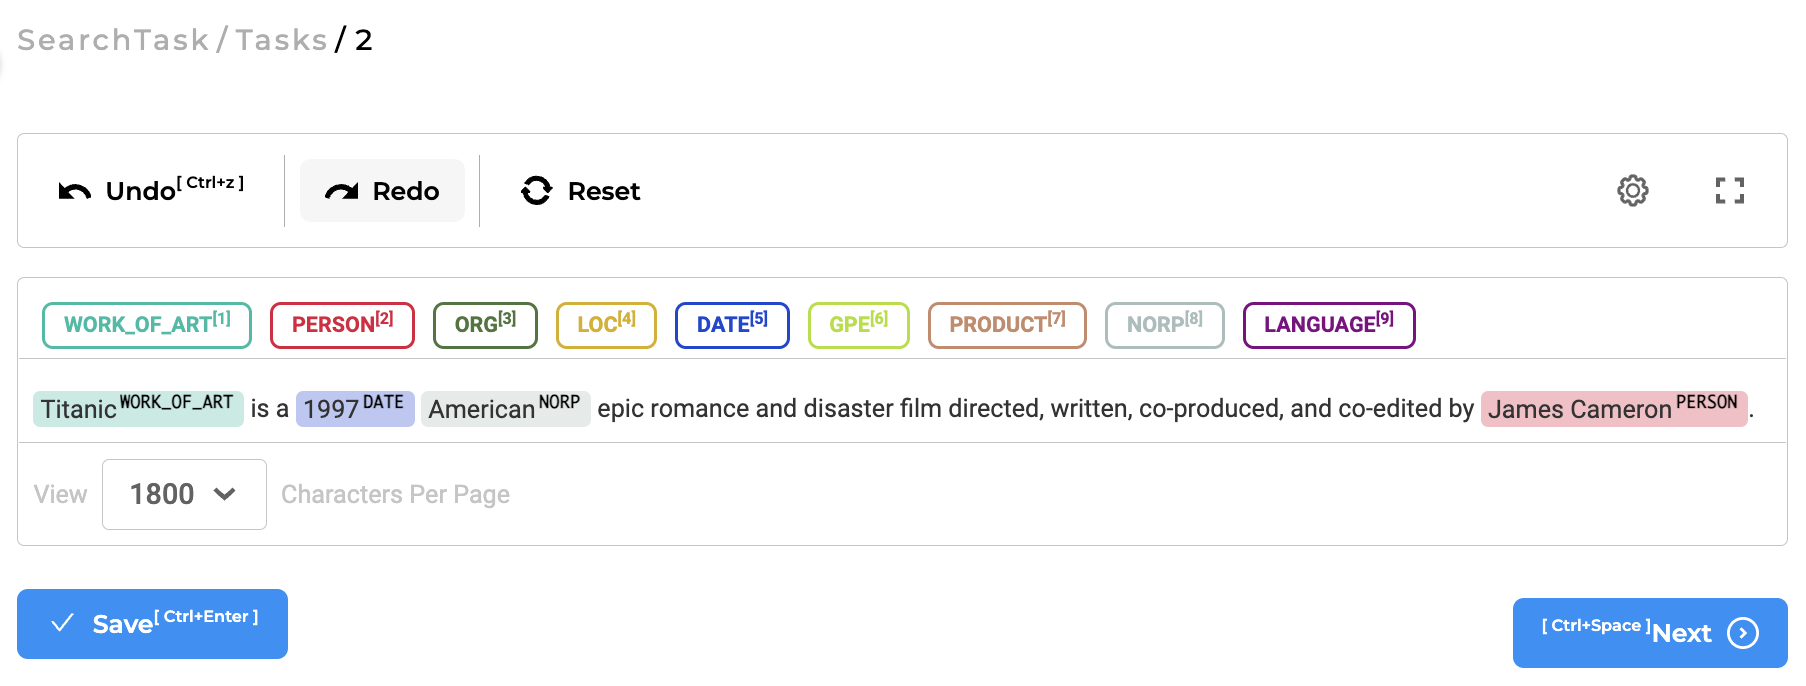 SearchTask / Tasks / 2
Undo[ Ctrl+z ] Redo Reset
WORK_OF_ART[1] PERSON[2] ORG[3] LOC[4] DATE[5] GPE[6] PRODUCT[7] NORP[8] LANGUAGE[9]
Titanic WORK_OF_ART is a 1997 DATE American NORP epic romance and disaster film directed, written, co-produced, and co-edited by James Cameron PERSON.
View 1800 Characters Per Page
Save[ Ctrl+Enter ] [ Ctrl+Space ]Next